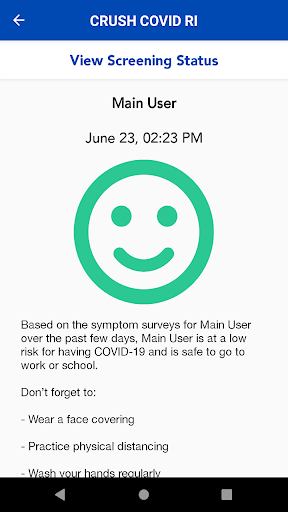 CRUSH COVID RI
View Screening Status
Main User
June 23, 02:23 PM
Based on the symptom surveys for Main User
over the past few days, Main User is at a low
risk for having COVID-19 and is safe to go to
work or school.
Don't forget to:
- Wear a face covering
- Practice physical distancing
- Wash your hands regularly